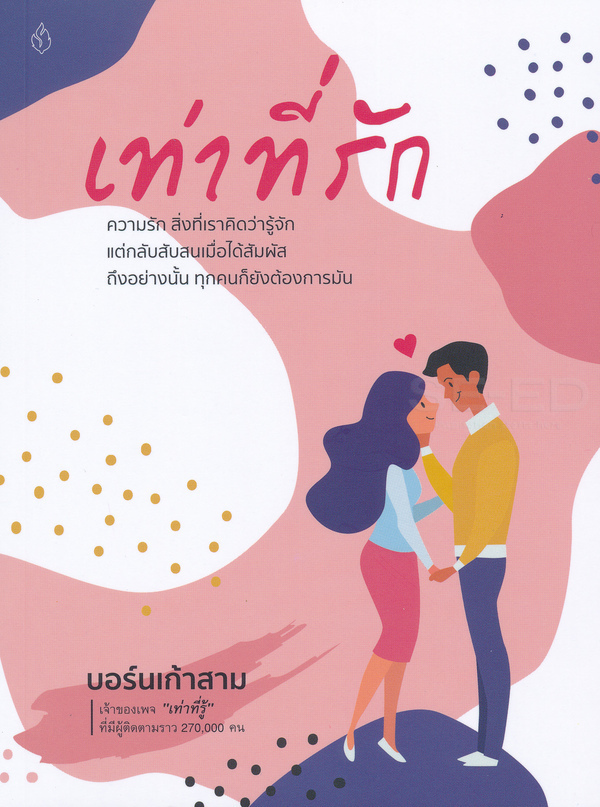 เท่าที่รัก
ความรัก สิ่งที่เราคิดว่ารู้จัก
แต่กลับสับสนเมื่อได้สัมผัส
ถึงอย่างนั้น ทุกคนก็ยังต้องการมัน
บอร์นเก้าสาม
เจ้าของเพจ "เท่าที่รู้"
ที่มีผู้ติดตามราว 270,000 คน